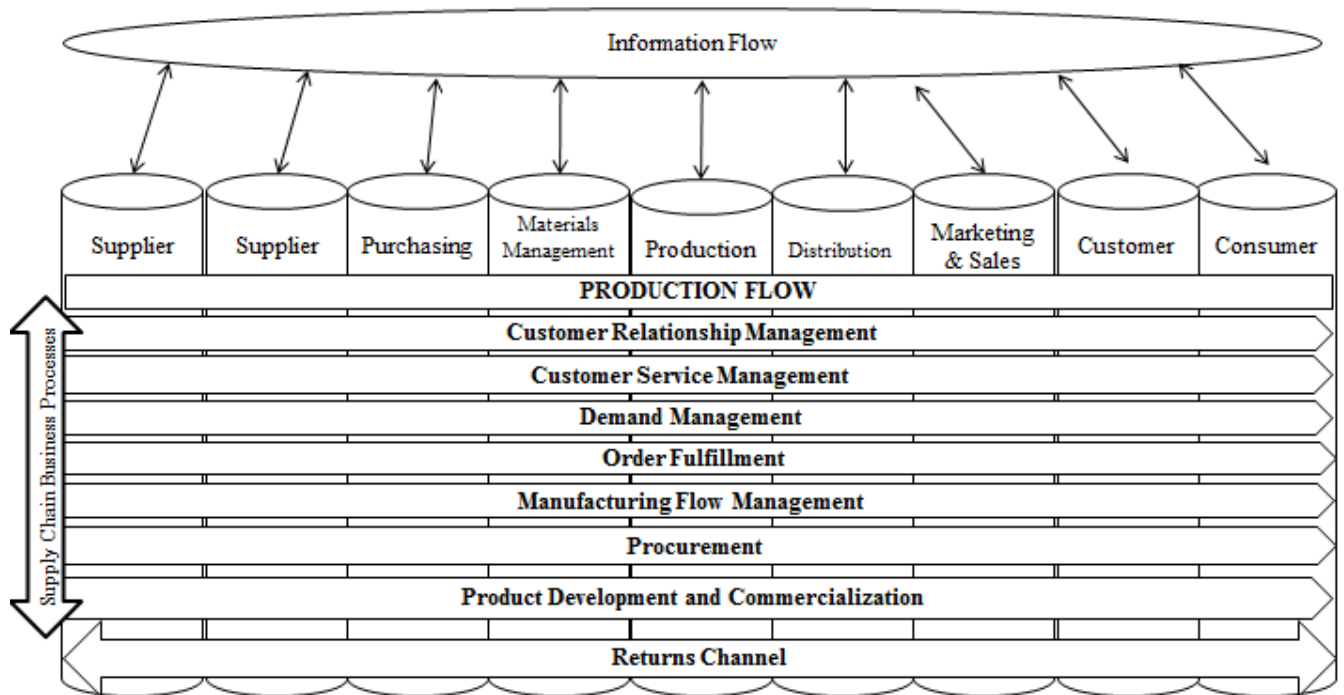 Information Flow
Supplier
Supplier
Purchasing
Materials
Management
Production
Distribution
Marketing
& Sales
Customer
Consumer
PRODUCTION FLOW
Customer Relationship Management
Customer Service Management
Demand Management
Order Fulfillment
Manufacturing Flow Management
Procurement
Product Development and Commercialization
Returns Channel
Supply Chain Business Processes